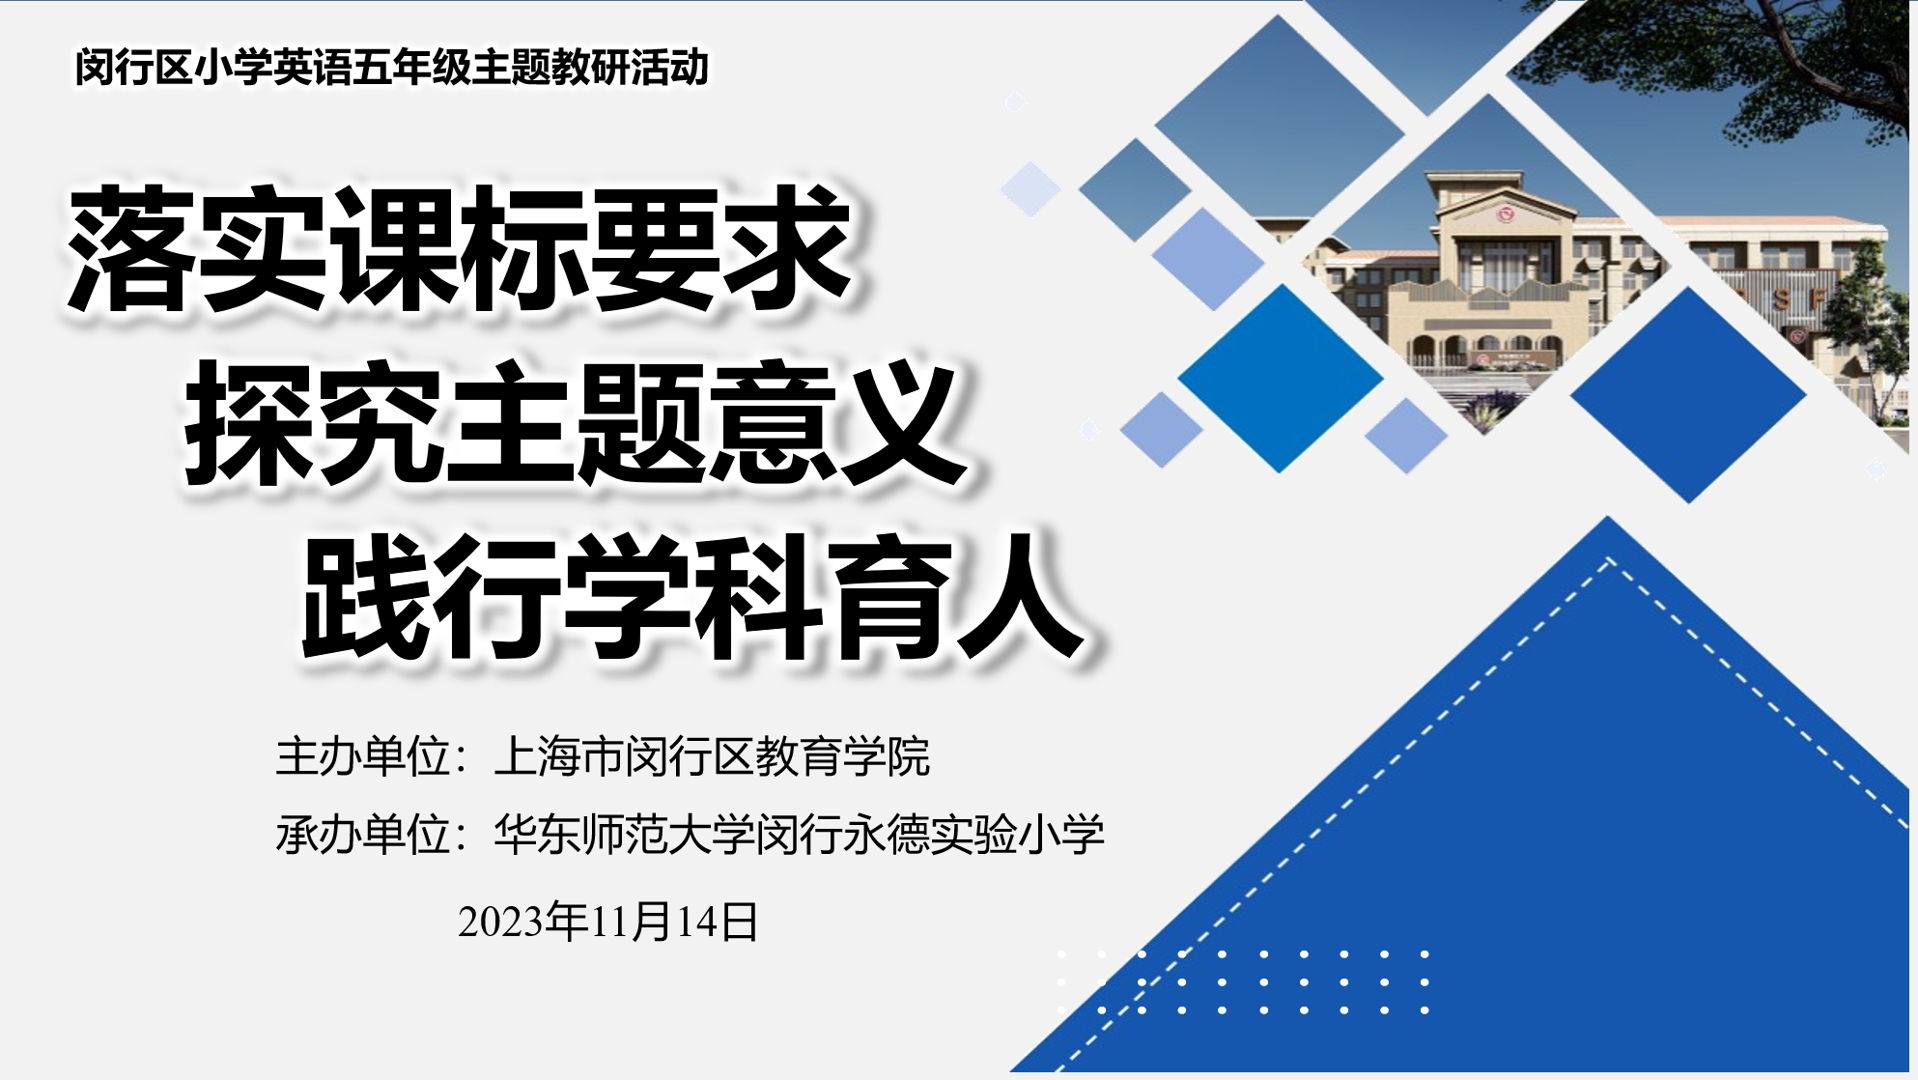 闵行区小学英语五年级主题教研活动
落实课标要求
探究主题意义
践行学科育人
主办单位：上海市闵行区教育学院
承办单位：华东师范大学闵行永德实验小学
2023年11月14日